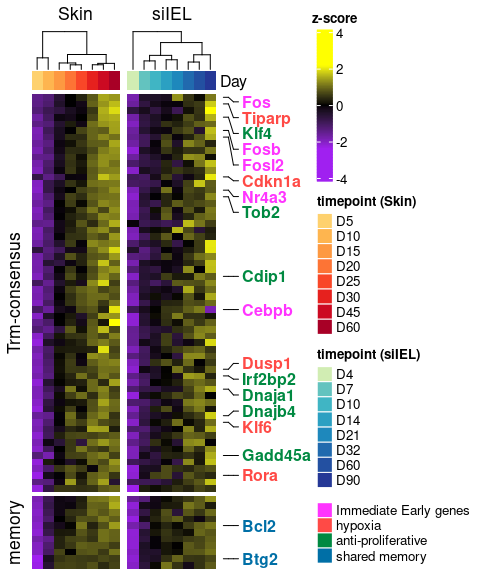 Skin
siIEL
Day
Trm-consensus
memory
Fos
Tiparp
Klf4
Fosb
Fosl2
Cdkn1a
Nr4a3
Tob2
Cdip1
Cebpb
Dusp1
Irf2bp2
Dnaja1
Dnajb4
Klf6
Gadd45a
Rora
Bcl2
Btg2
z-score
4
2
0
-2
-4
timepoint (Skin)
D5
D10
D15
D20
D25
D30
D45
D60
timepoint (siIEL)
D4
D7
D10
D14
D21
D32
D60
D90
Immediate Early genes
hypoxia
anti-proliferative
shared memory